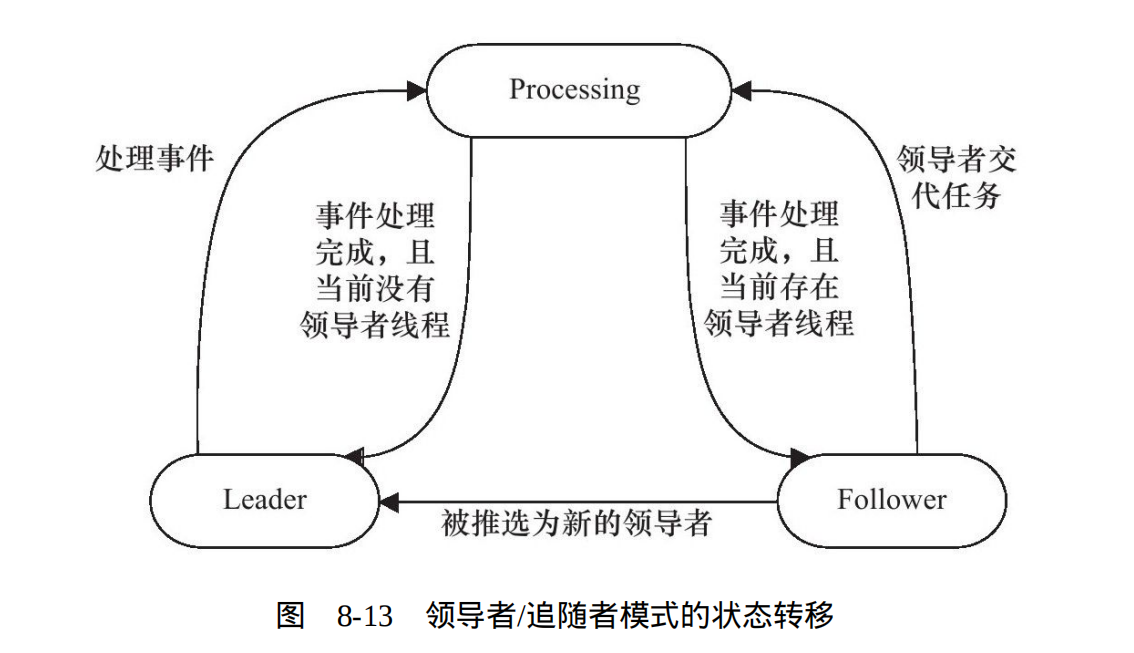 Processing
处理事件
领导者交
代任务
事件处理
完成，且
当前没有
领导者线程
事件处理
完成，且
当前存在
领导者线程
Leader
Follower
被推选为新的领导者
图 8-13 领导者/追随者模式的状态转移